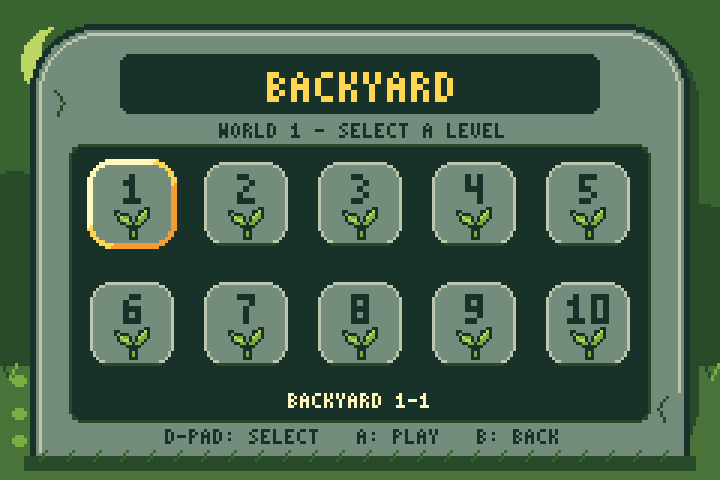 BACKYARD
WORLD 1 - SELECT A LEVEL
1 2 3 4 5
6 7 8 9 10
BACKYARD 1-1
D-PAD: SELECT A: PLAY B: BACK